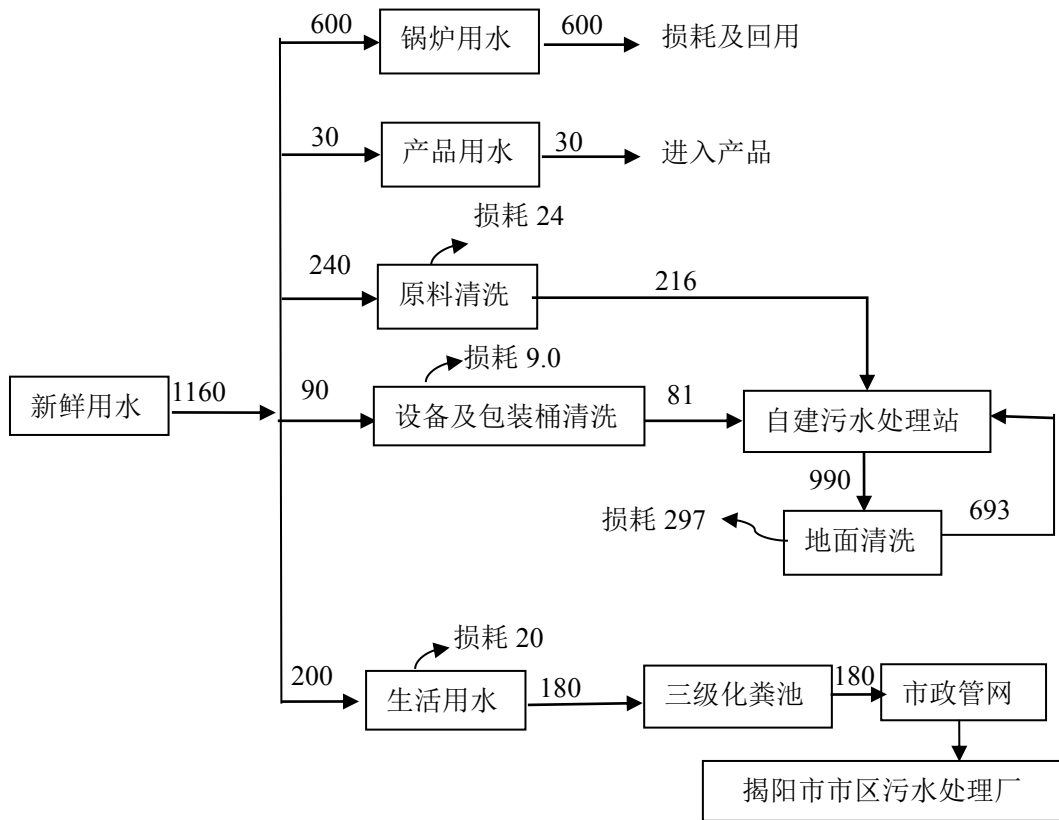 600
锅炉用水
600
损耗及回用
30
产品用水
30
进入产品
损耗 24
240
原料清洗
216
损耗 9.0
新鲜用水
1160
90
设备及包装桶清洗
81
自建污水处理站
990
损耗 297
地面清洗
693
损耗 20
200
生活用水
180
三级化粪池
180
市政管网
揭阳市市区污水处理厂